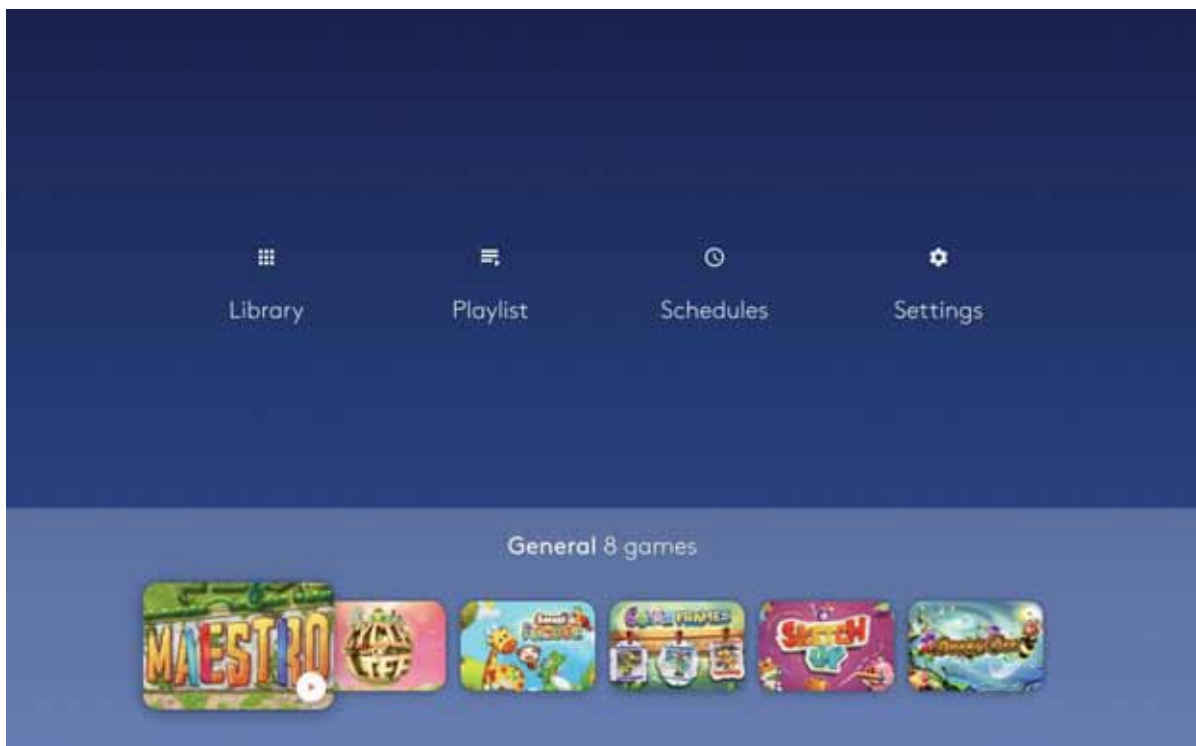 Library
Playlist
Schedules
Settings
General 8 games
MAESTRO
SKETCH
UP